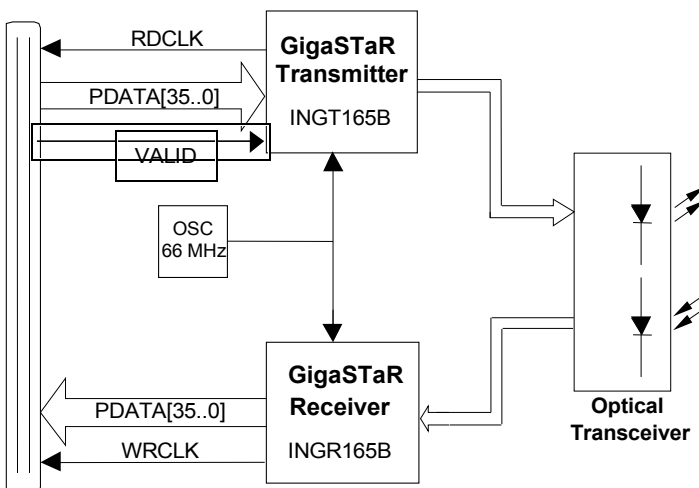 RDCLK
GigaSTaR
Transmitter
PDATA[35..0]
INGT165B
VALID
OSC
66 MHz
GigaSTaR
Receiver
PDATA[35..0]
WRCLK
INGR165B
Optical
Transceiver